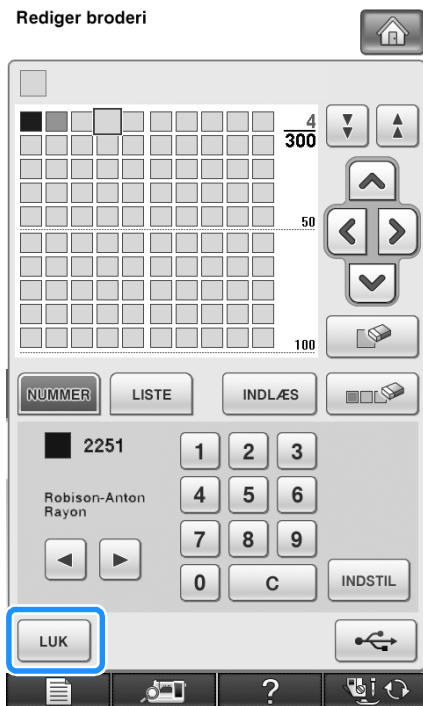 Rediger broderi
4
300
50
100
NUMMER LISTE INDLÆS
2251
Robison-Anton
Rayon
1 2 3
4 5 6
7 8 9
0 C
INDSTIL
LUK
?